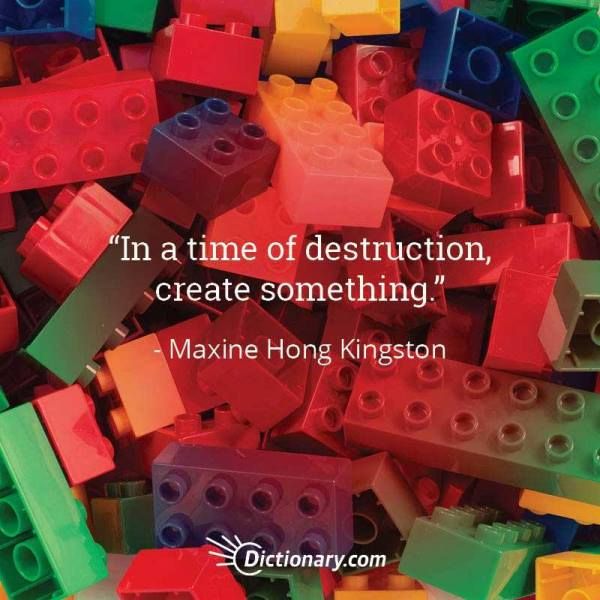 “In a time of destruction,
create something.”
- Maxine Hong Kingston
Dictionary.com